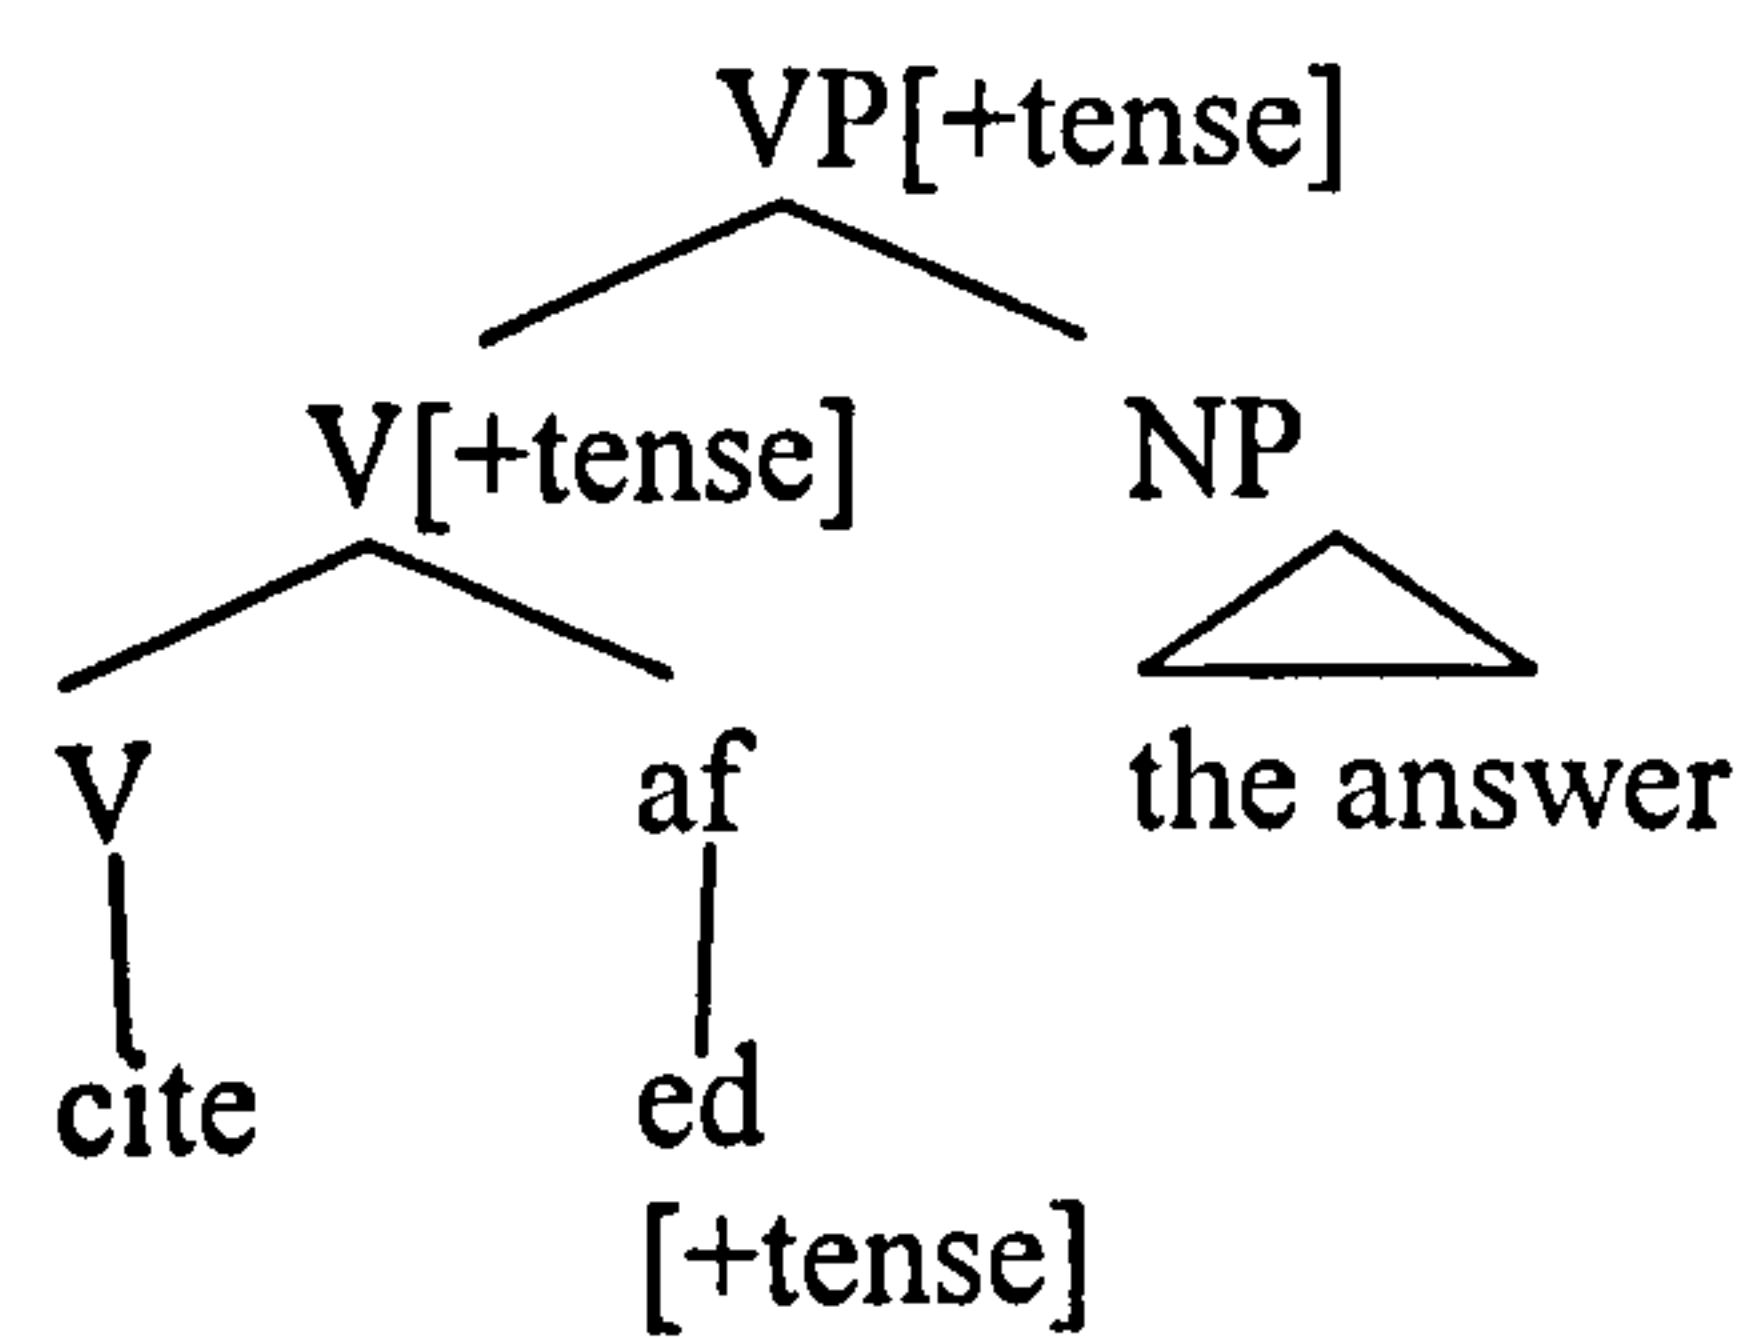 VP[+tense]
V[+tense] NP
V af the answer
cite ed
[+tense]